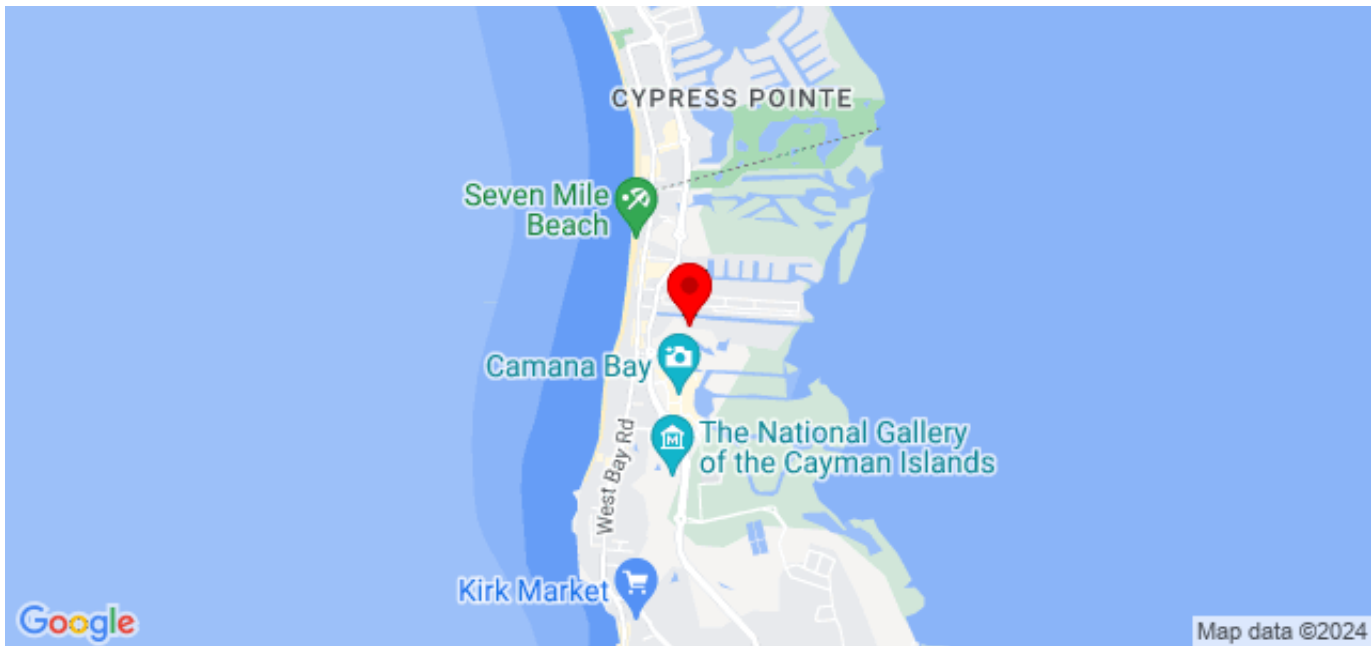 CYPRESS POINTE
Seven Mile
Beach
Camana Bay
The National Gallery
of the Cayman Islands
West Bay Rd
Kirk Market
Google
Map data ©2024